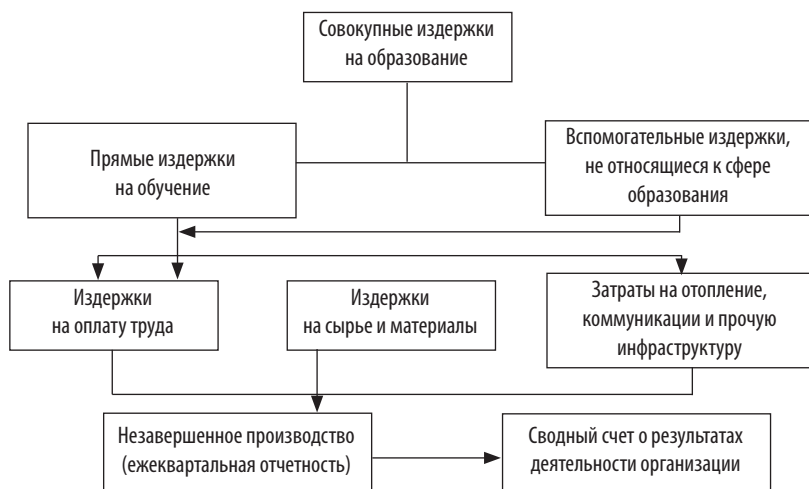 Совокупные издержки
на образование
Прямые издержки
на обучение
Вспомогательные издержки,
не относящиеся к сфере
образования
Издержки
на оплату труда
Издержки
на сырье и материалы
Затраты на отопление,
коммуникации и прочую
инфраструктуру
Незавершенное производство
(ежеквартальная отчетность)
Сводный счет о результатах
деятельности организации